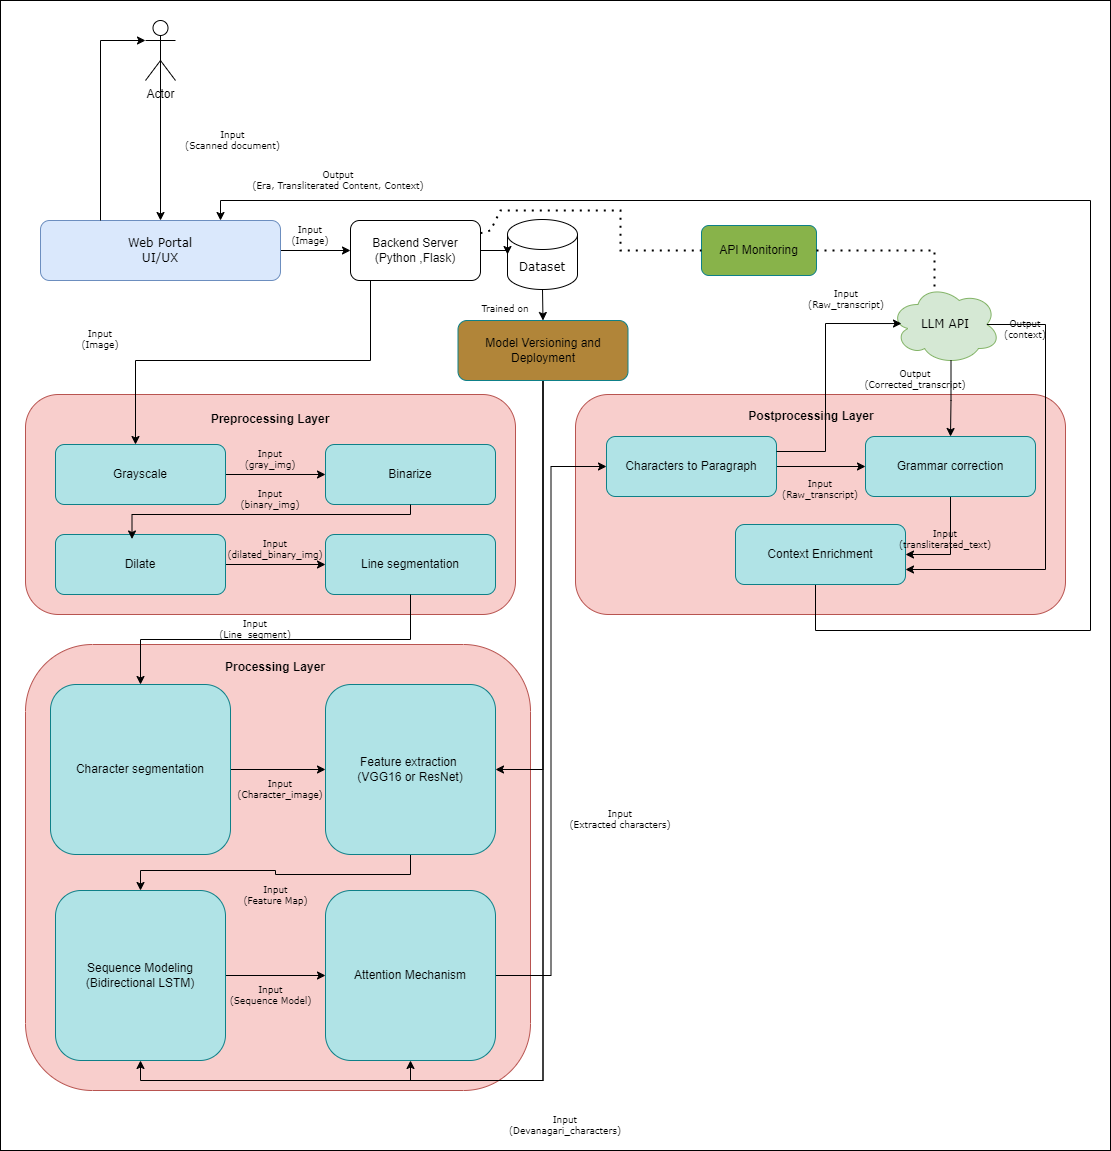 Actor
Input
(Scanned document)
Output
(Era, Transliterated Content, Context)
Web Portal
UI/UX
Input
(Image)
Backend Server
(Python ,Flask)
Dataset
API Monitoring
Trained on
Model Versioning and
Deployment
Input
(Raw_transcript)
LLM API
Output
(context)
Input
(Image)
Output
(Corrected_transcript)
Preprocessing Layer
Grayscale
Input
(gray_img)
Binarize
Input
(binary_img)
Dilate
Input
(dilated_binary_img)
Line segmentation
Postprocessing Layer
Characters to Paragraph
Input
(Raw_transcript)
Grammar correction
Input
(transliterated_text)
Context Enrichment
Input
(Line_segment)
Processing Layer
Character segmentation
Input
(Character_image)
Feature extraction
(VGG16 or ResNet)
Input
(Extracted characters)
Input
(Feature Map)
Sequence Modeling
(Bidirectional LSTM)
Input
(Sequence Model)
Attention Mechanism
Input
(Devanagari_characters)